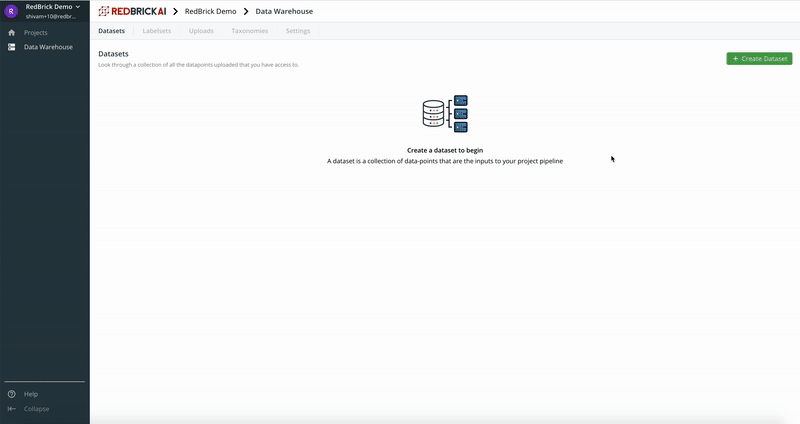 RedBrick Demo
shivam+10@redbr...
Projects
Data Warehouse
Help
Collapse
REDBRICKAI > RedBrick Demo > Data Warehouse
Datasets Labelsets Uploads Taxonomies Settings
Datasets
Look through a collection of all the datapoints uploaded that you have access to.
+ Create Dataset
Create a dataset to begin
A dataset is a collection of data-points that are the inputs to your project pipeline
R